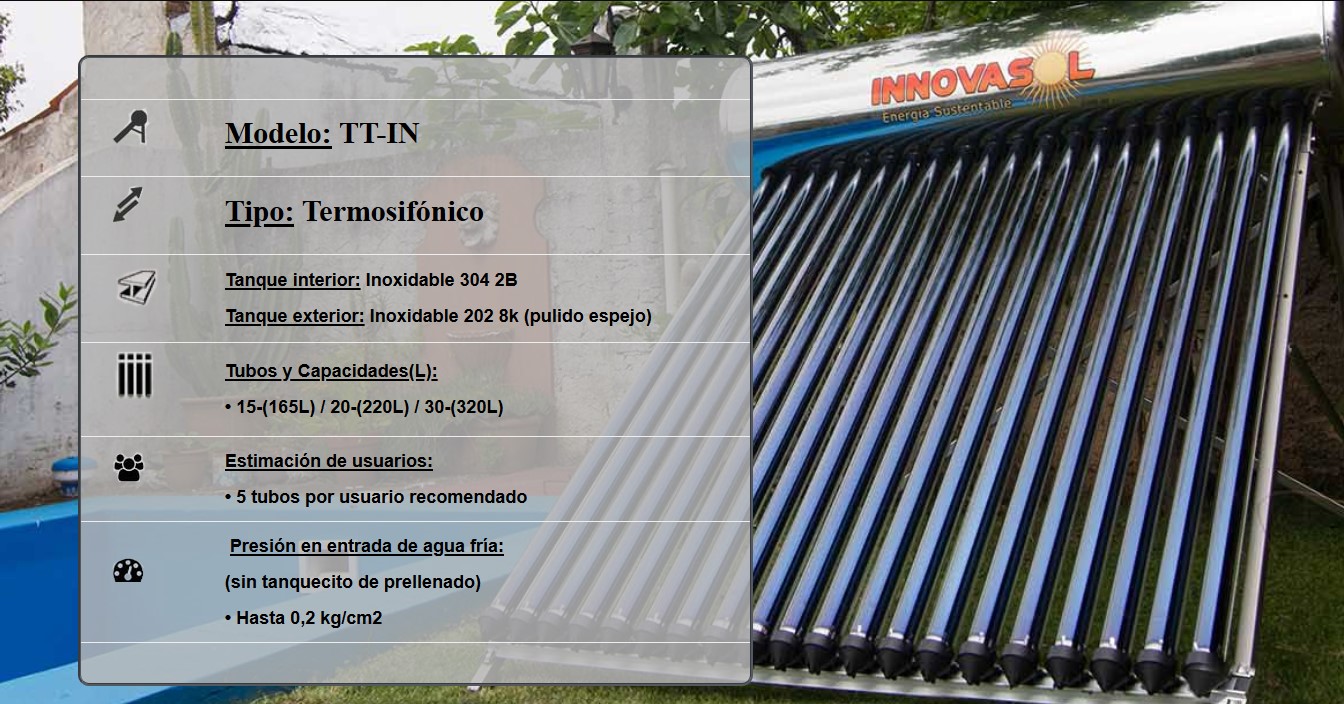 INNOVASOL
Energía Sustentable
Modelo: TT-IN
Tipo: Termosifónico
Tanque interior: Inoxidable 304 2B
Tanque exterior: Inoxidable 202 8k (pulido espejo)
Tubos y Capacidades(L):
• 15-(165L) / 20-(220L) / 30-(320L)
Estimación de usuarios:
• 5 tubos por usuario recomendado
Presión en entrada de agua fría:
(sin tanquecito de prellenado)
• Hasta 0,2 kg/cm2